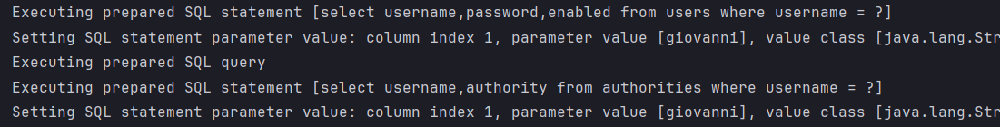 Executing prepared SQL statement [select username,password,enabled from users where username = ?]
Setting SQL statement parameter value: column index 1, parameter value [giovanni], value class [java.lang.Str
Executing prepared SQL query
Executing prepared SQL statement [select username,authority from authorities where username = ?]
Setting SQL statement parameter value: column index 1, parameter value [giovanni], value class [java.lang.Str